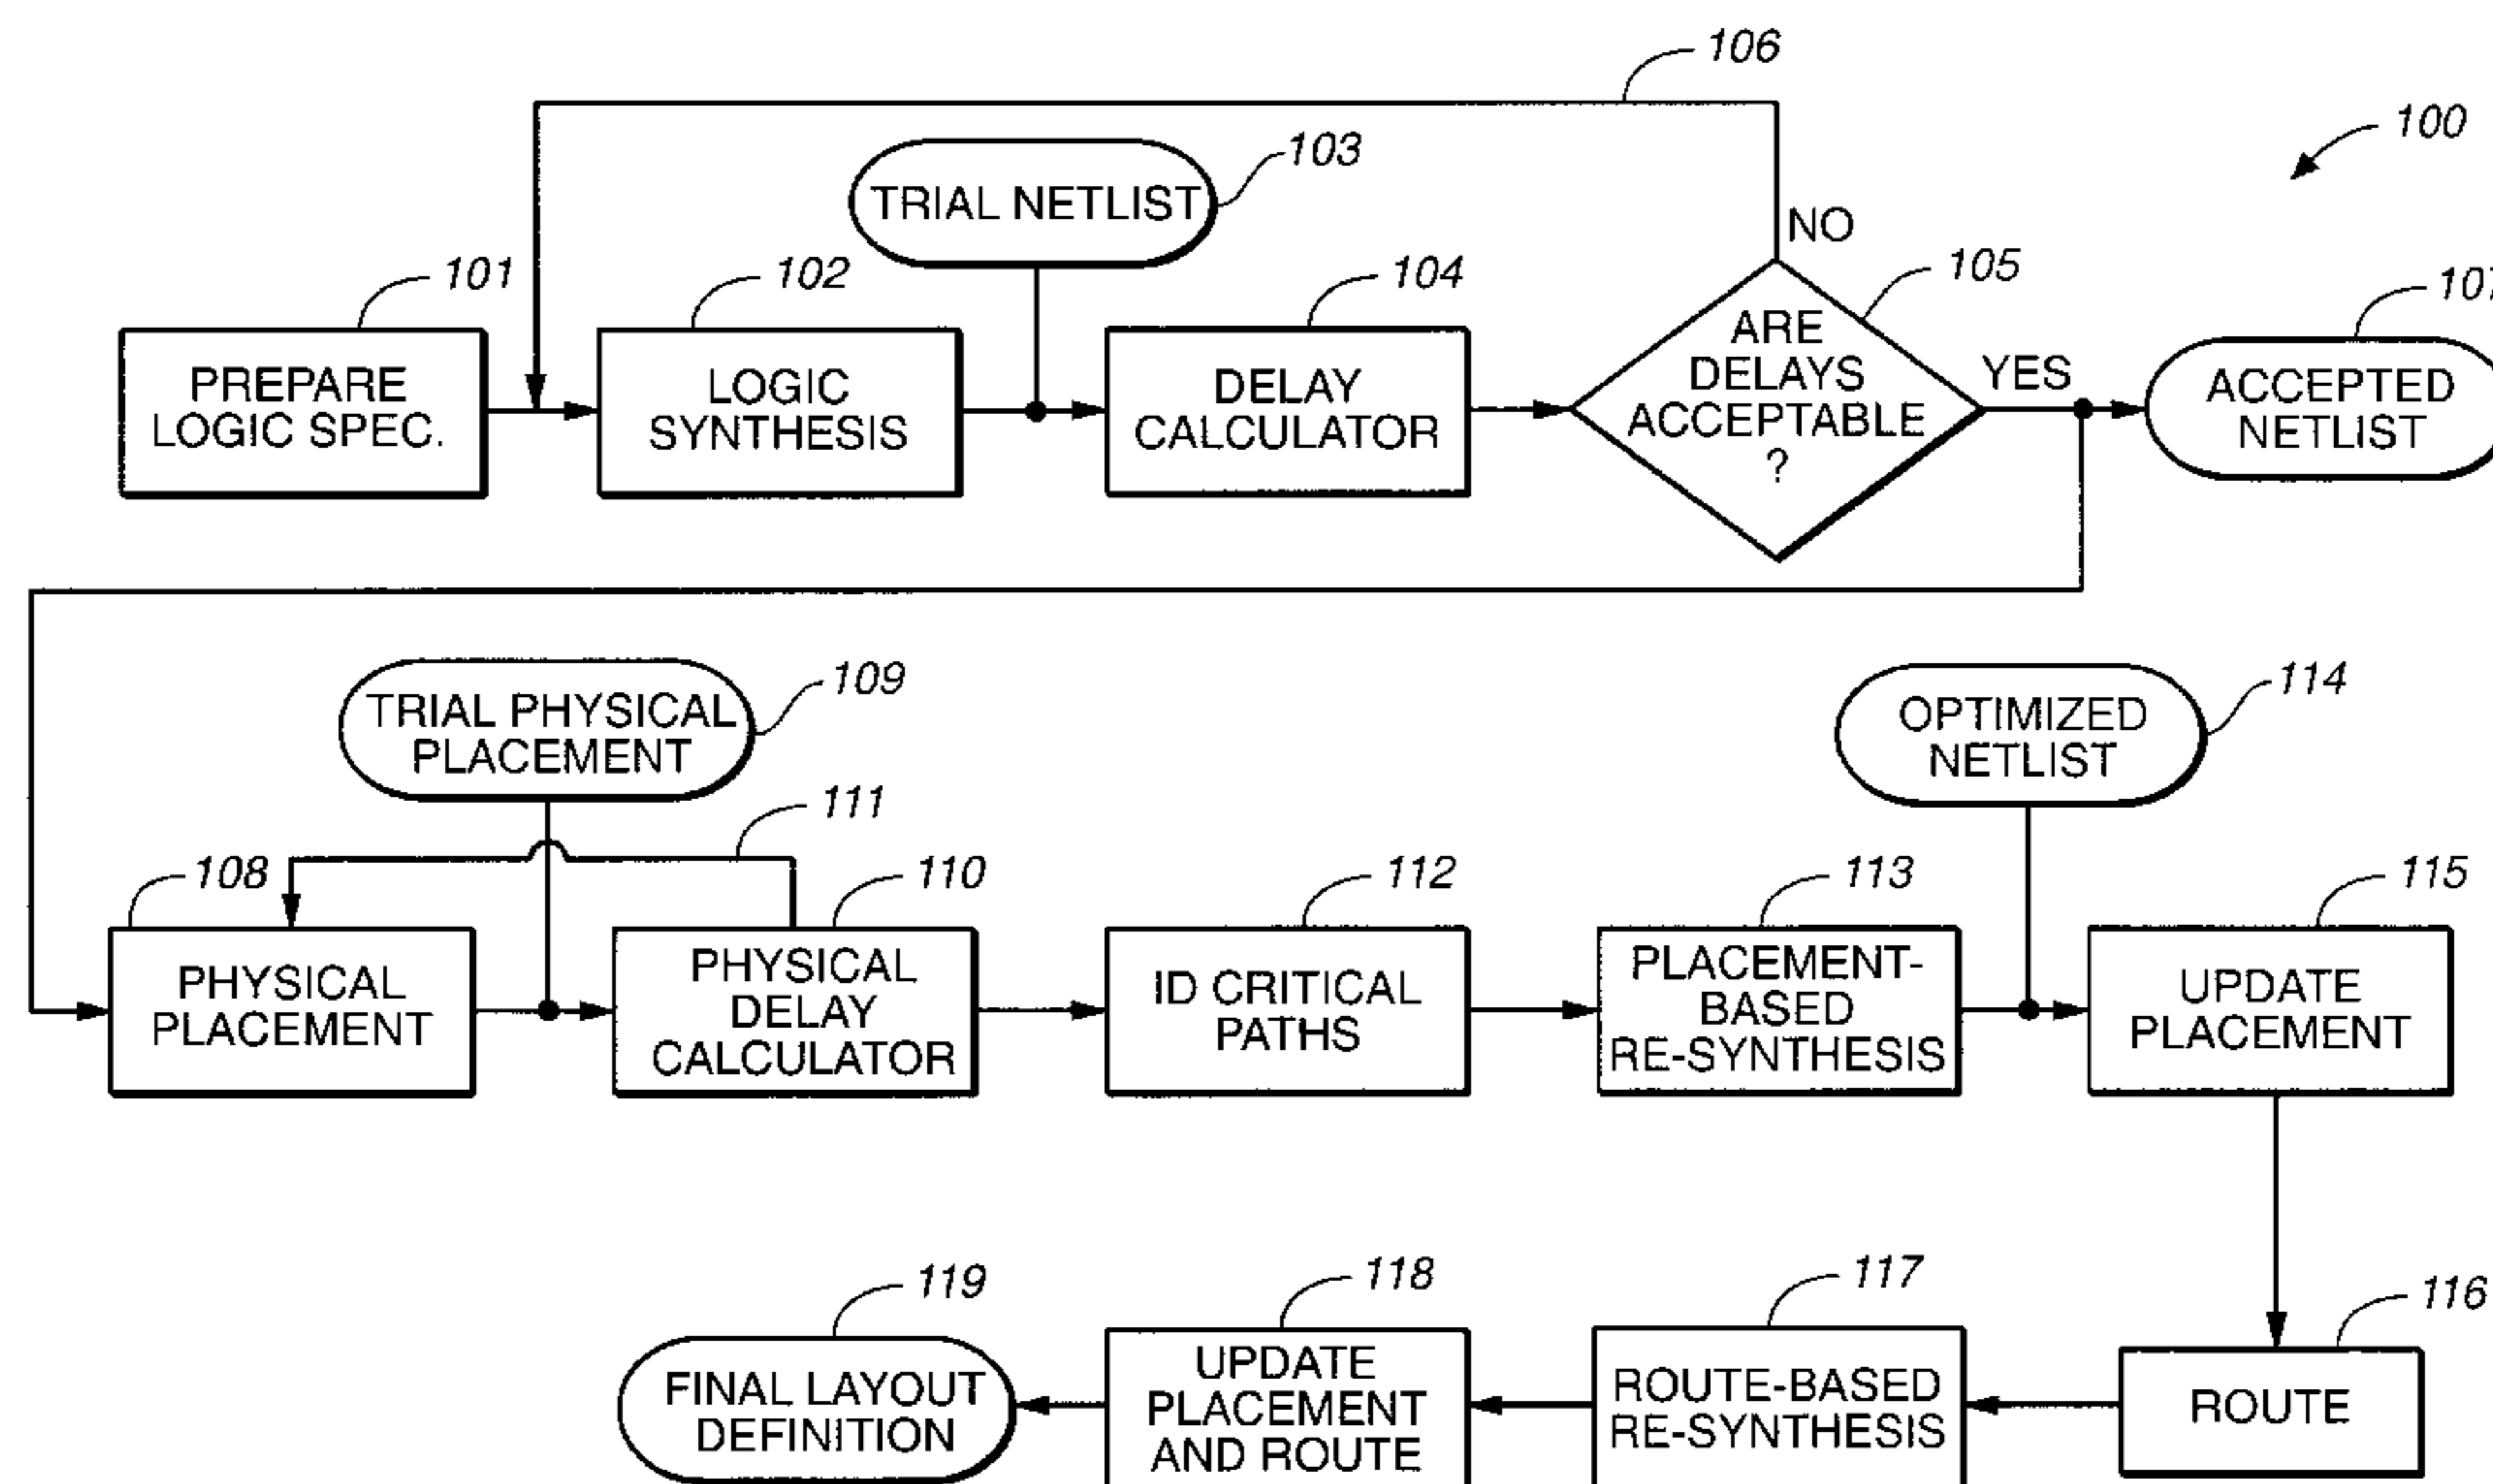 106
100
103
TRIAL NETLIST
NO
101
102
104
105
107
PREPARE
LOGIC SPEC.
LOGIC
SYNTHESIS
DELAY
CALCULATOR
ARE
DELAYS
ACCEPTABLE
?
YES
ACCEPTED
NETLIST
109
TRIAL PHYSICAL
PLACEMENT
114
OPTIMIZED
NETLIST
111
108
110
112
113
115
PHYSICAL
PLACEMENT
PHYSICAL
DELAY
CALCULATOR
ID CRITICAL
PATHS
PLACEMENT-
BASED
RE-SYNTHESIS
UPDATE
PLACEMENT
119
118
117
116
FINAL LAYOUT
DEFINITION
UPDATE
PLACEMENT
AND ROUTE
ROUTE-BASED
RE-SYNTHESIS
ROUTE